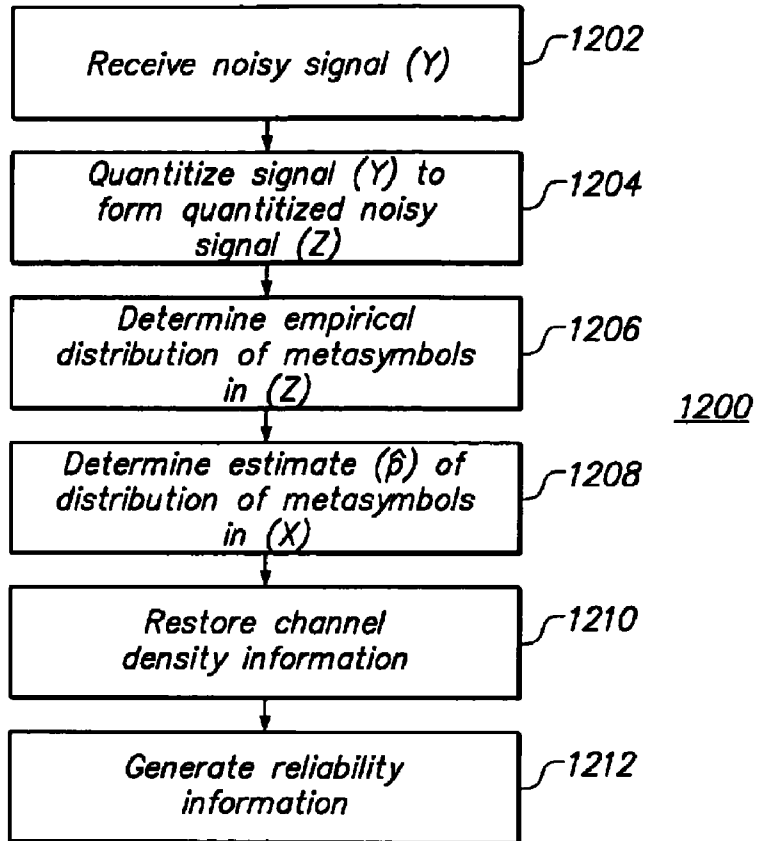 Receive noisy signal (Y)
1202
Quantitize signal (Y) to
form quantitized noisy
signal (Z)
1204
Determine empirical
distribution of metasymbols
in (Z)
1206
1200
Determine estimate (p̂) of
distribution of metasymbols
in (X)
1208
Restore channel
density information
1210
Generate reliability
information
1212